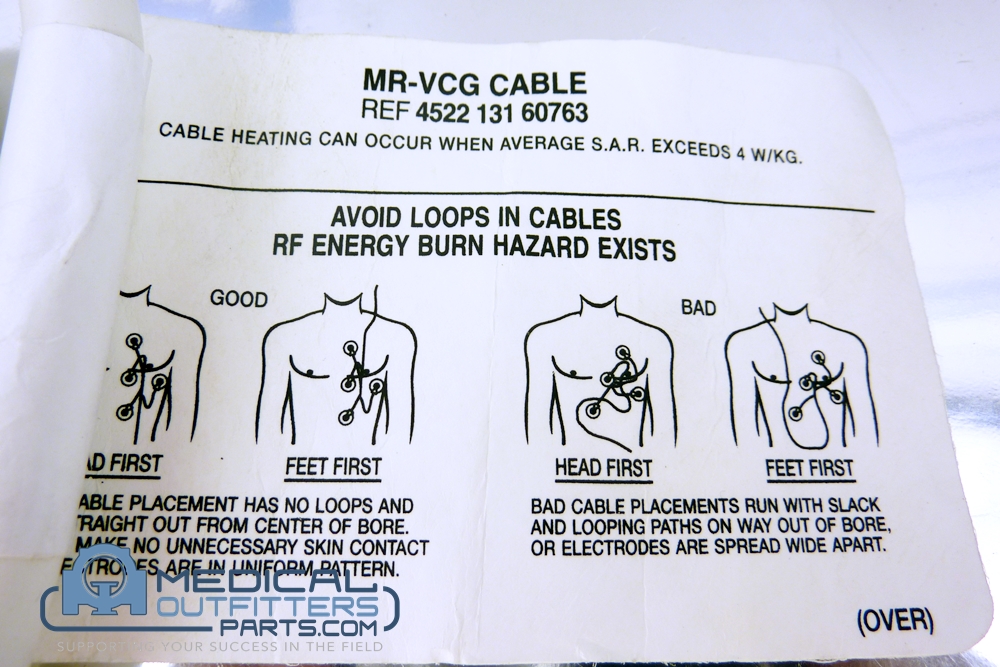 MR-VCG CABLE
REF 4522 131 60763
CABLE HEATING CAN OCCUR WHEN AVERAGE S.A.R. EXCEEDS 4 W/KG.
AVOID LOOPS IN CABLES
RF ENERGY BURN HAZARD EXISTS
GOOD
BAD
AD FIRST
FEET FIRST
HEAD FIRST
FEET FIRST
ABLE PLACEMENT HAS NO LOOPS AND
TRAIGHT OUT FROM CENTER OF BORE.
MAKE NO UNNECESSARY SKIN CONTACT
TRODES ARE IN UNIFORM PATTERN.
BAD CABLE PLACEMENTS RUN WITH SLACK
AND LOOPING PATHS ON WAY OUT OF BORE,
OR ELECTRODES ARE SPREAD WIDE APART.
(OVER)
MEDICAL
OUTFITTERS
PARTS.COM
SUPPORTING YOUR SUCCESS IN THE FIELD